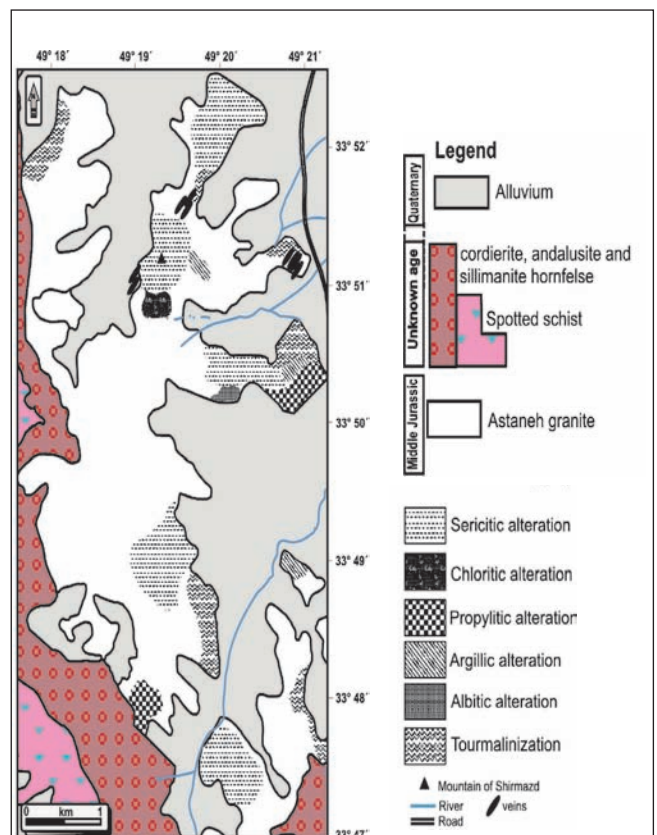 49° 18´ 49° 19´ 49° 20´ 49° 21´
33° 52´
33° 51´
33° 50´
33° 49´
33° 48´
33° 47´
0 km 1
Legend
Quaternary
Alluvium
Unknown age
cordierite, andalusite and
sillimanite hornfelse
Spotted schist
Middle Jurassic
Astaneh granite
Sericitic alteration
Chloritic alteration
Propylitic alteration
Argillic alteration
Albitic alteration
Tourmalinization
Mountain of Shirmazd
River veins
Road